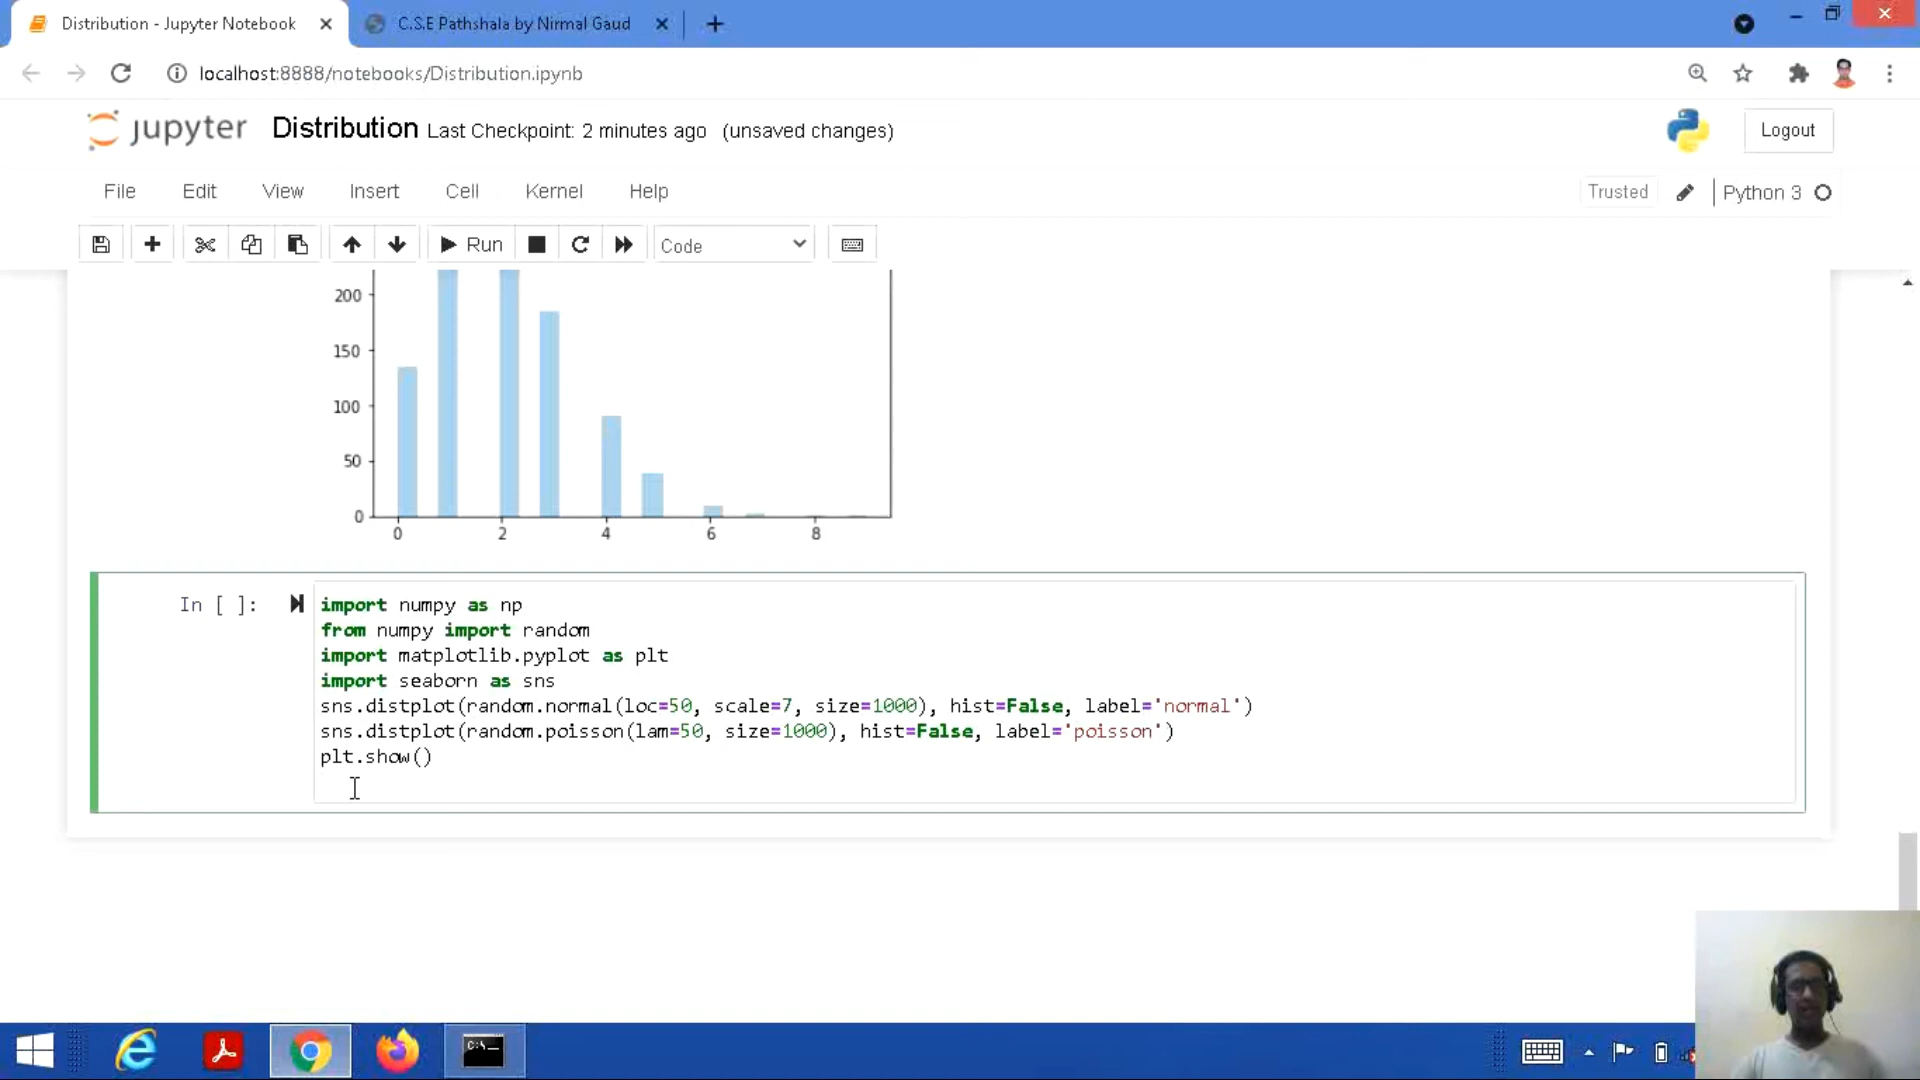 Distribution - Jupyter Notebook
C.S.E Pathshala by Nirmal Gaud
localhost:8888/notebooks/Distribution.ipynb
jupyter Distribution Last Checkpoint: 2 minutes ago (unsaved changes)
Logout
File Edit View Insert Cell Kernel Help
Trusted
Python 3
Run
Code
200
150
100
50
0
0 2 4 6 8
In [ ]:
import numpy as np
from numpy import random
import matplotlib.pyplot as plt
import seaborn as sns
sns.distplot(random.normal(loc=50, scale=7, size=1000), hist=False, label='normal')
sns.distplot(random.poisson(lam=50, size=1000), hist=False, label='poisson')
plt.show()
C:\_